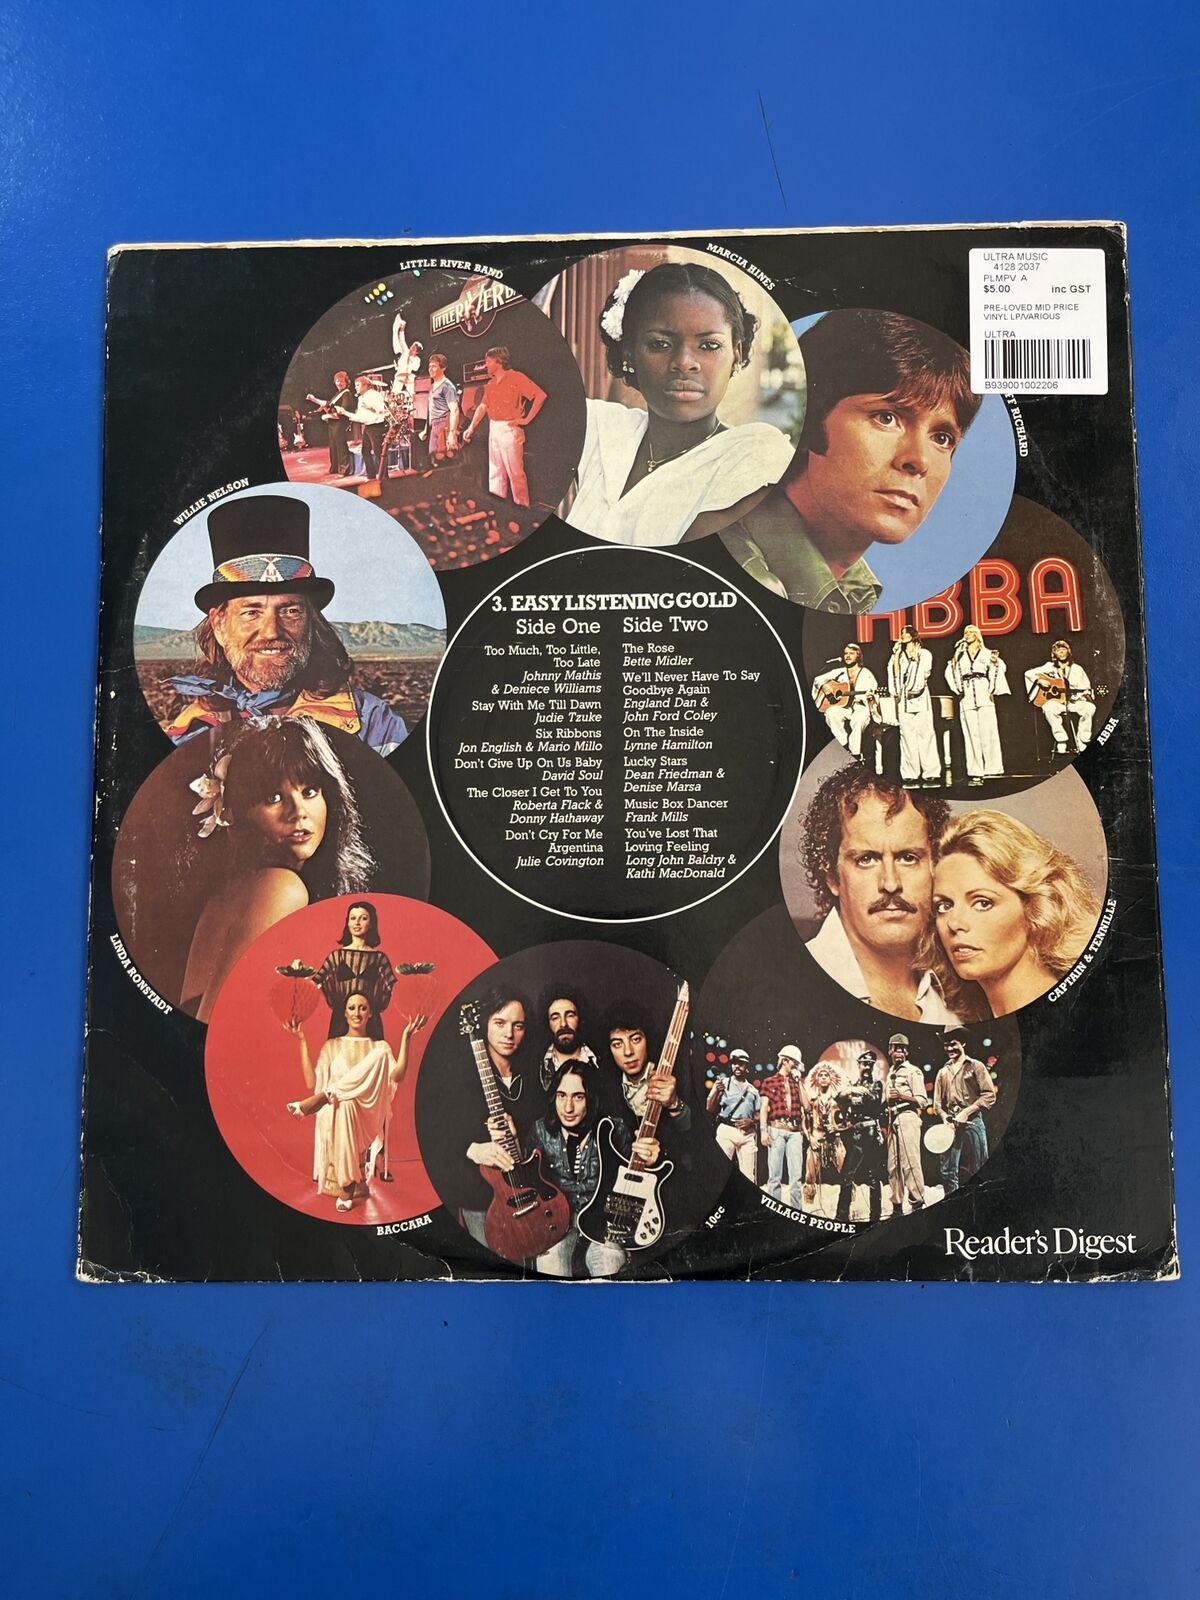 LITTLE RIVER BAND
MARCIA HINES
ULTRA MUSIC
4128 2037
PLMPV A
$5.00 inc GST
PRE-LOVED MID PRICE
VINYL LP/VARIOUS
ULTRA
B939001002206
FF RICHARD
LITTLE RIVER B
WILLIE NELSON
ABBA
ABBA
3. EASY LISTENING GOLD
Side One
Too Much, Too Little,
Too Late
Johnny Mathis
& Deniece Williams
Stay With Me Till Dawn
Judie Tzuke
Six Ribbons
Jon English & Mario Millo
Don't Give Up On Us Baby
David Soul
The Closer I Get To You
Roberta Flack &
Donny Hathaway
Don't Cry For Me
Argentina
Julie Covington
Side Two
The Rose
Bette Midler
We'll Never Have To Say
Goodbye Again
England Dan &
John Ford Coley
On The Inside
Lynne Hamilton
Lucky Stars
Dean Friedman &
Denise Marsa
Music Box Dancer
Frank Mills
You've Lost That
Loving Feeling
Long John Baldry &
Kathi MacDonald
LINDA RONSTADT
CAPTAIN & TENNILLE
BACCARA
10cc
VILLAGE PEOPLE
Reader's Digest